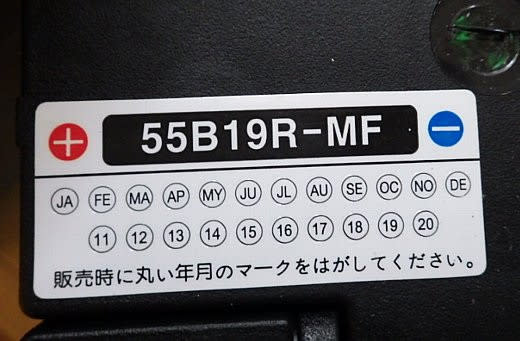 + 55B19R-MF −
JA FE MA AP MY JU JL AU SE OC NO DE
11 12 13 14 15 16 17 18 19 20
販売時に丸い年月のマークをはがしてください。